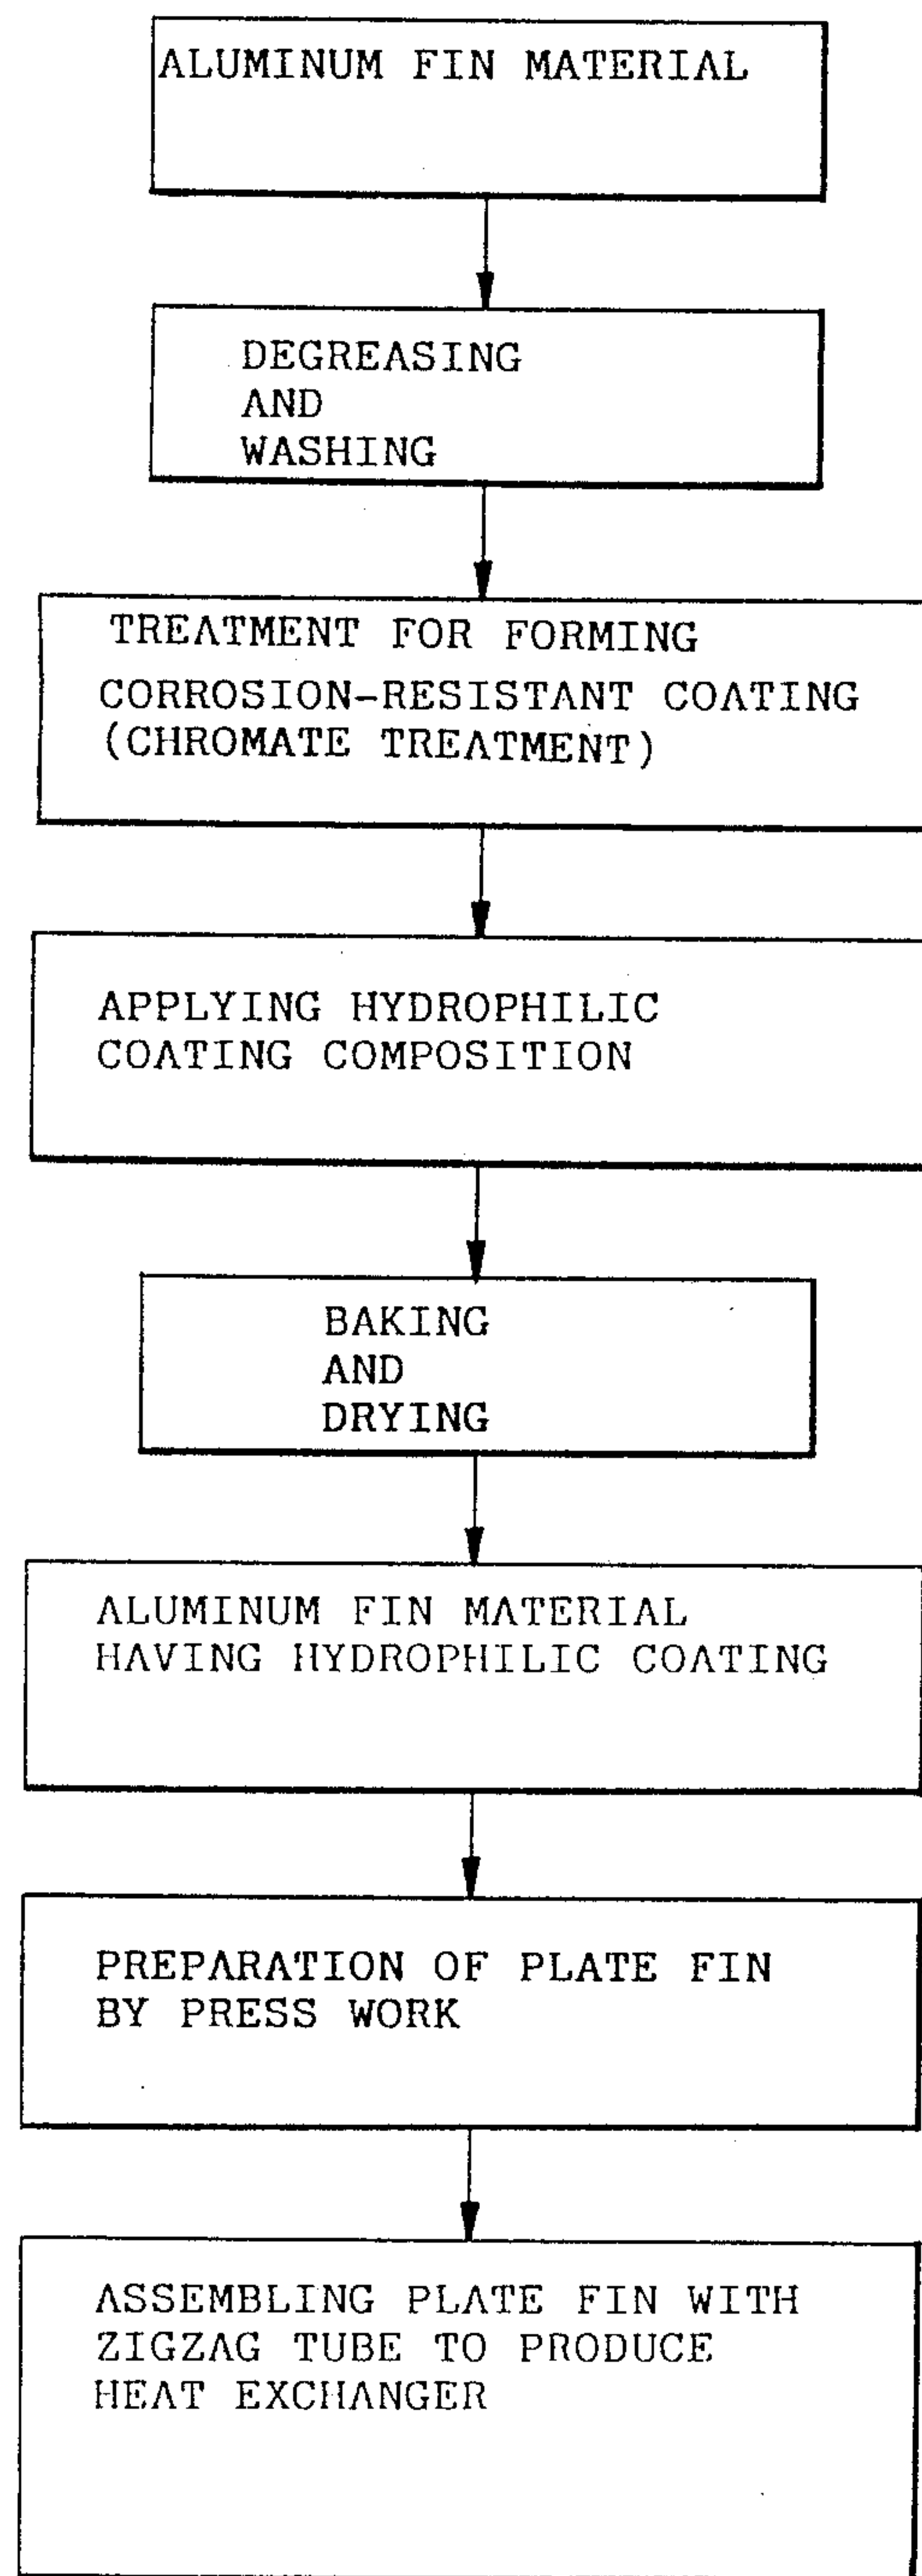 ALUMINUM FIN MATERIAL
DEGREASING
AND
WASHING
TREATMENT FOR FORMING
CORROSION-RESISTANT COATING
(CHROMATE TREATMENT)
APPLYING HYDROPHILIC
COATING COMPOSITION
BAKING
AND
DRYING
ALUMINUM FIN MATERIAL
HAVING HYDROPHILIC COATING
PREPARATION OF PLATE FIN
BY PRESS WORK
ASSEMBLING PLATE FIN WITH
ZIGZAG TUBE TO PRODUCE
HEAT EXCHANGER